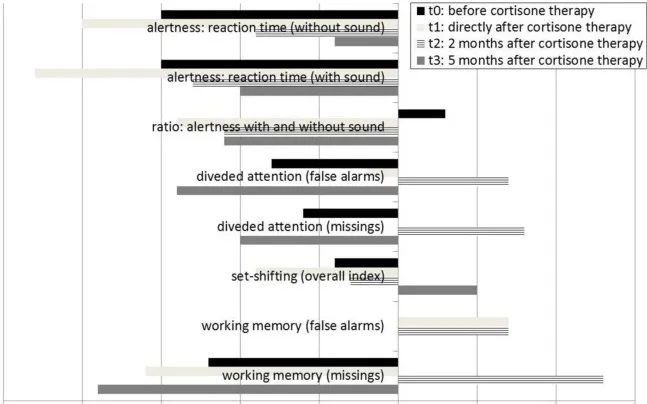 t0: before cortisone therapy
t1: directly after cortisone therapy
t2: 2 months after cortisone therapy
t3: 5 months after cortisone therapy
alertness: reaction time (without sound)
alertness: reaction time (with sound)
ratio: alertness with and without sound
diveded attention (false alarms)
diveded attention (missings)
set-shifting (overall index)
working memory (false alarms)
working memory (missings)